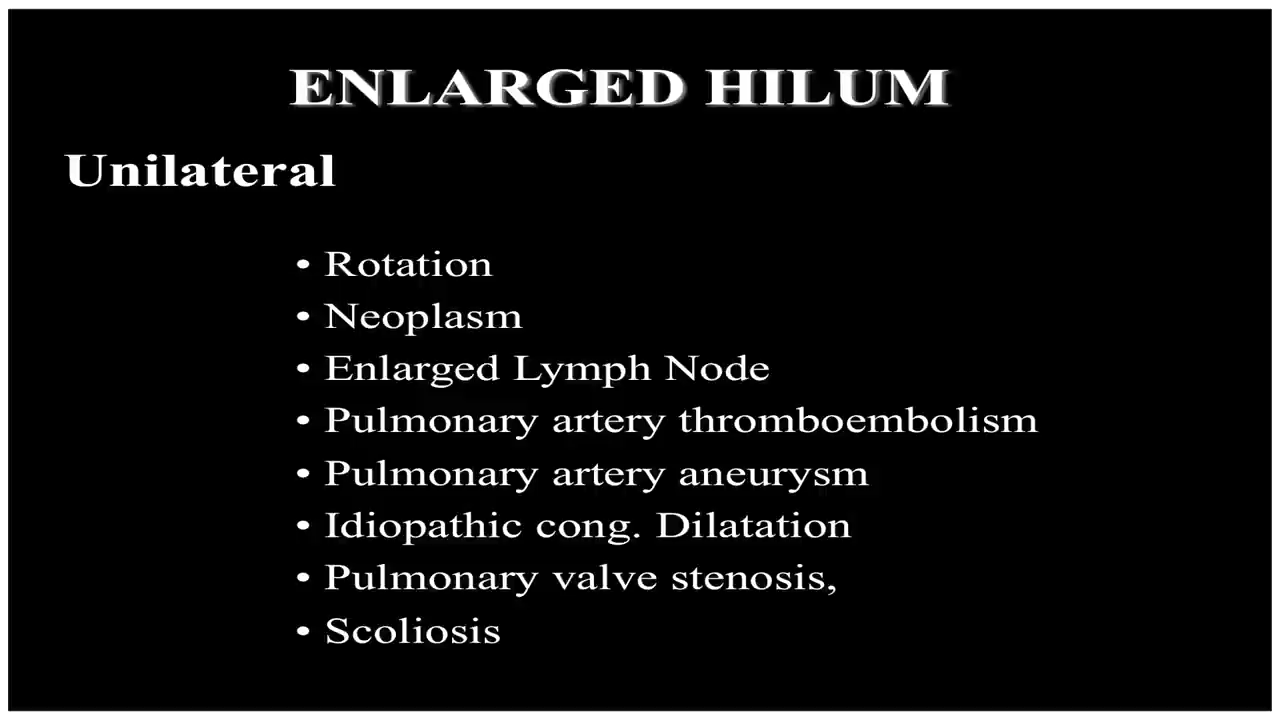 ENLARGED HILUM
Unilateral
• Rotation
• Neoplasm
• Enlarged Lymph Node
• Pulmonary artery thromboembolism
• Pulmonary artery aneurysm
• Idiopathic cong. Dilatation
• Pulmonary valve stenosis,
• Scoliosis